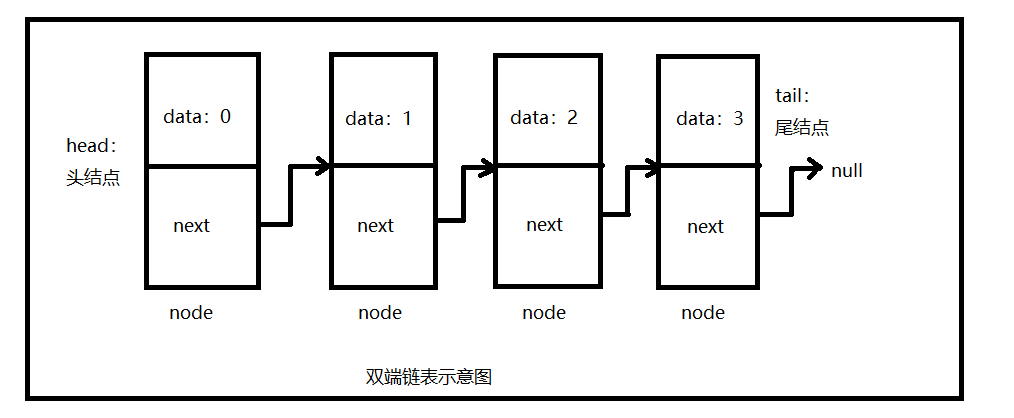 head：
头结点
data：0
next
node
data：1
next
node
data：2
next
node
data：3
next
node
tail：
尾结点
null
双端链表示意图